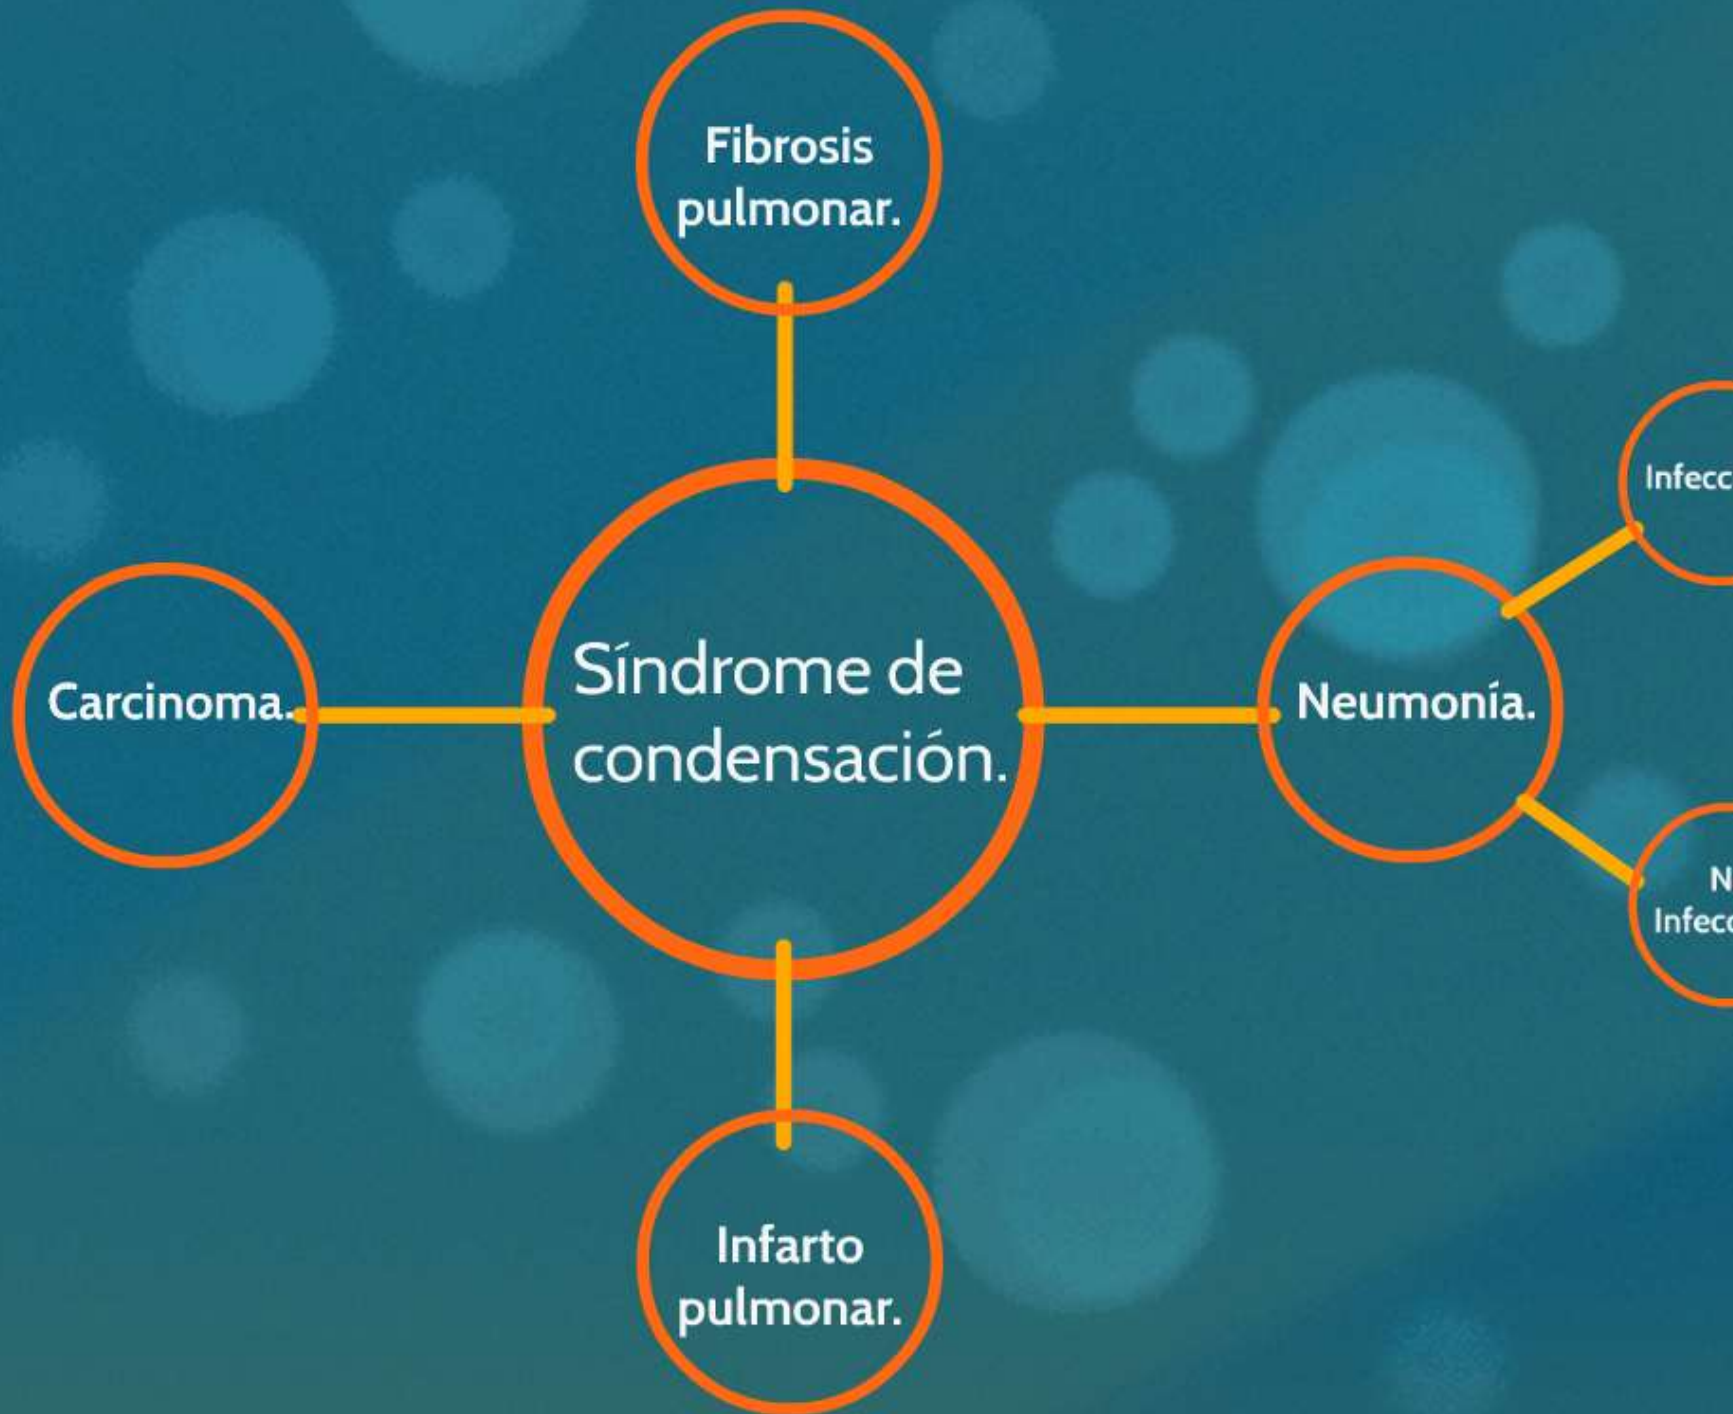 Fibrosis
pulmonar.
Carcinoma.
Síndrome de
condensación.
Neumonía.
Infarto
pulmonar.